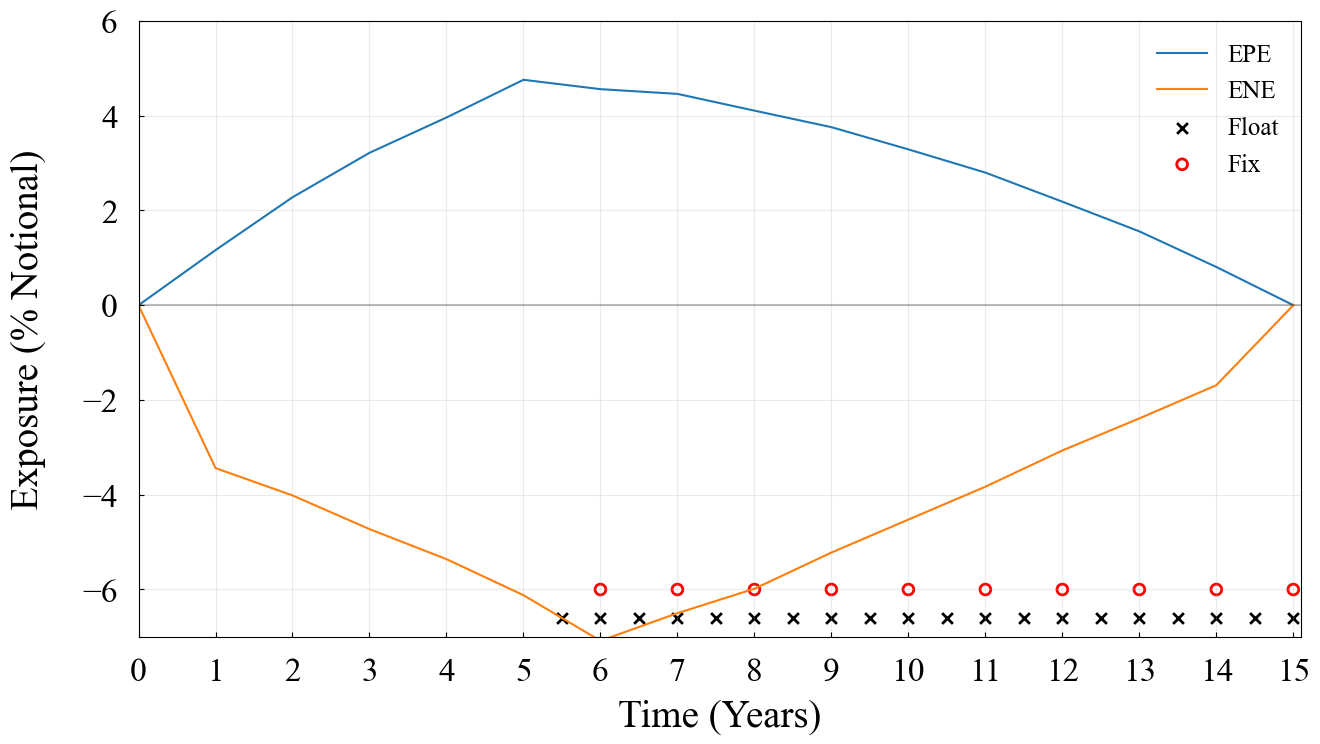 Exposure (% Notional)
6
4
2
0
−2
−4
−6
EPE
ENE
Float
Fix
0 1 2 3 4 5 6 7 8 9 10 11 12 13 14 15
Time (Years)